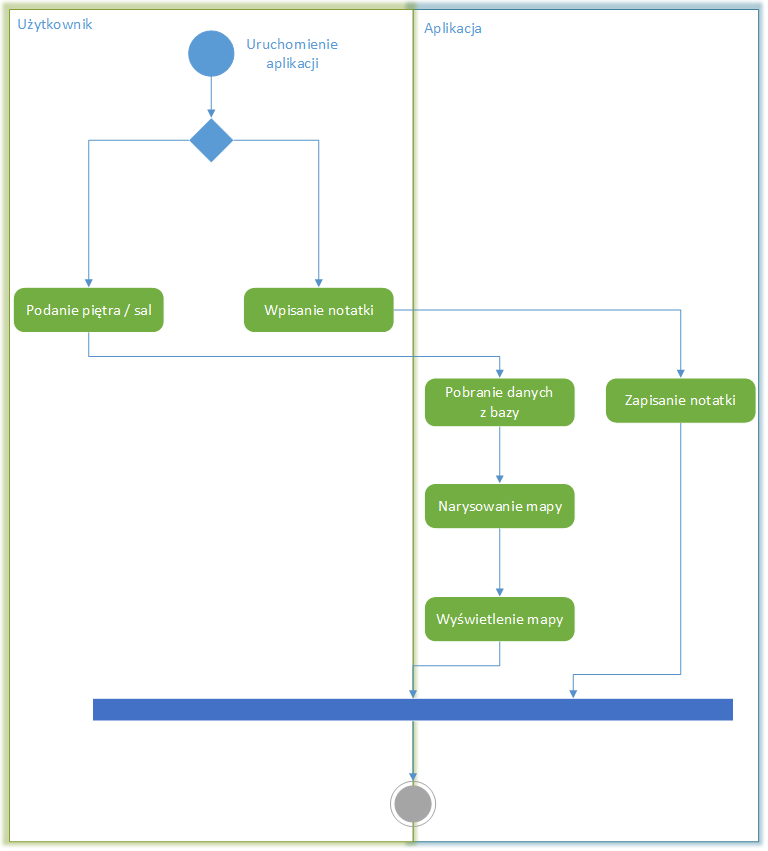 Użytkownik
Aplikacja
Uruchomienie
aplikacji
Podanie piętra / sal
Wpisanie notatki
Pobranie danych
z bazy
Zapisanie notatki
Narysowanie mapy
Wyświetlenie mapy